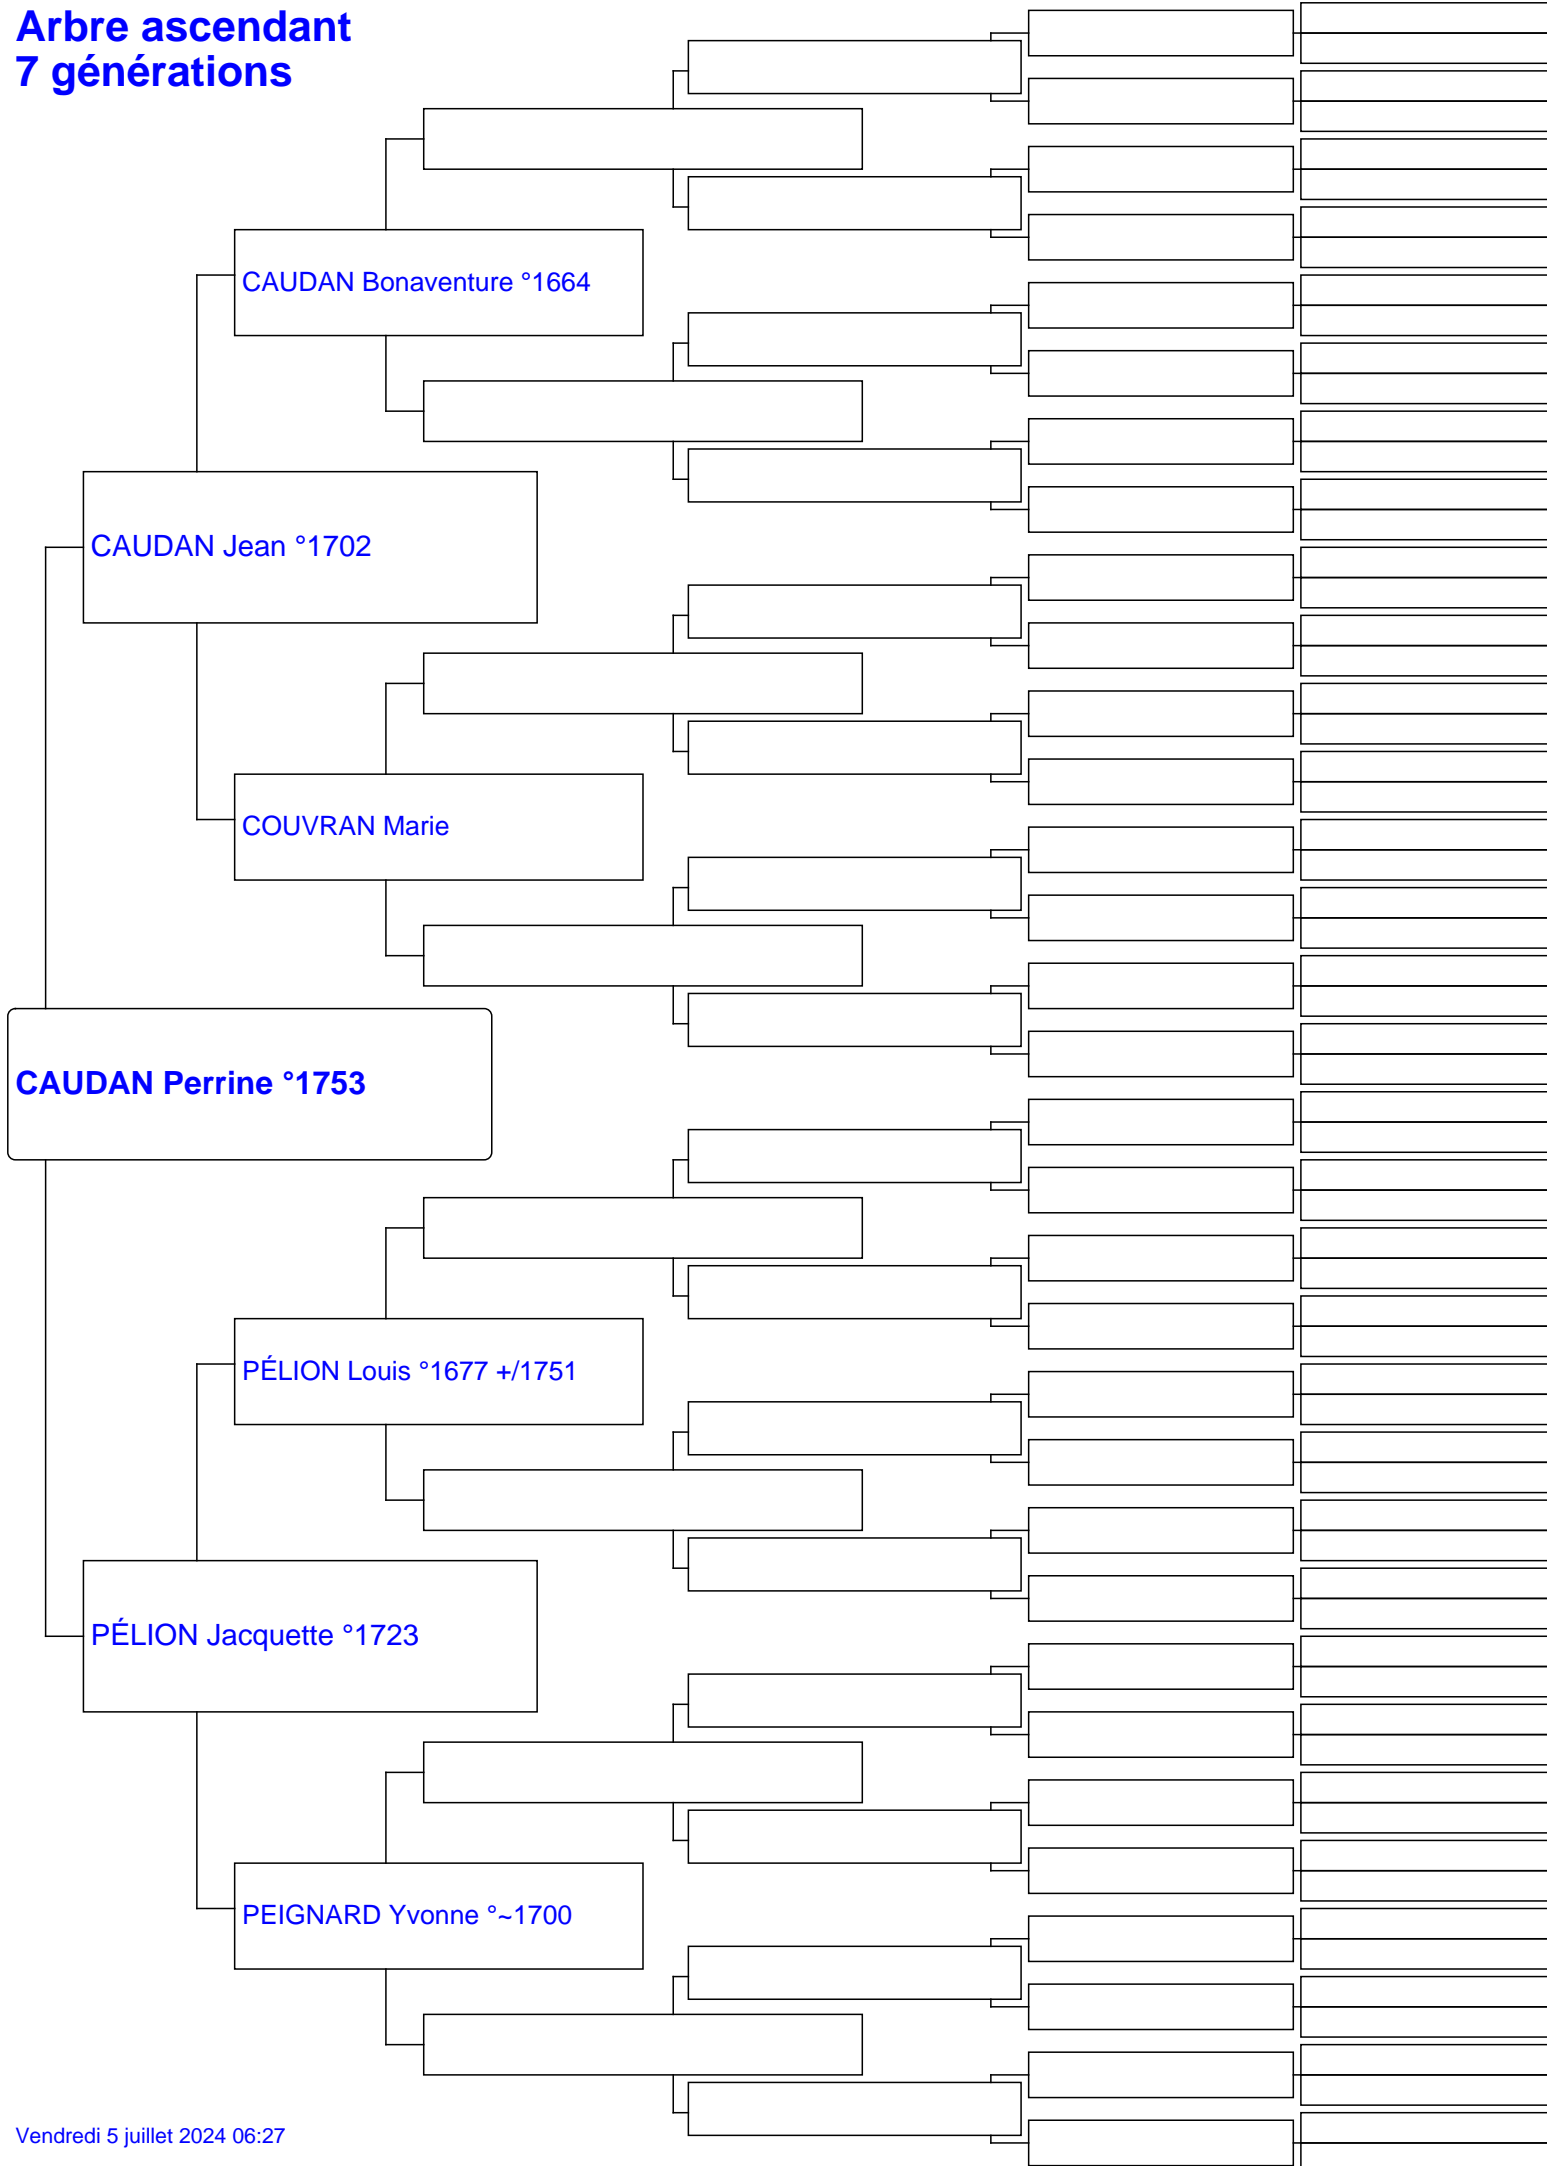 Arbre ascendant
7 générations
CAUDAN Bonaventure °1664
CAUDAN Jean °1702
COUVRAN Marie
CAUDAN Perrine °1753
PÉLION Louis °1677 +/1751
PÉLION Jacquette °1723
PEIGNARD Yvonne °~1700
Vendredi 5 juillet 2024 06:27